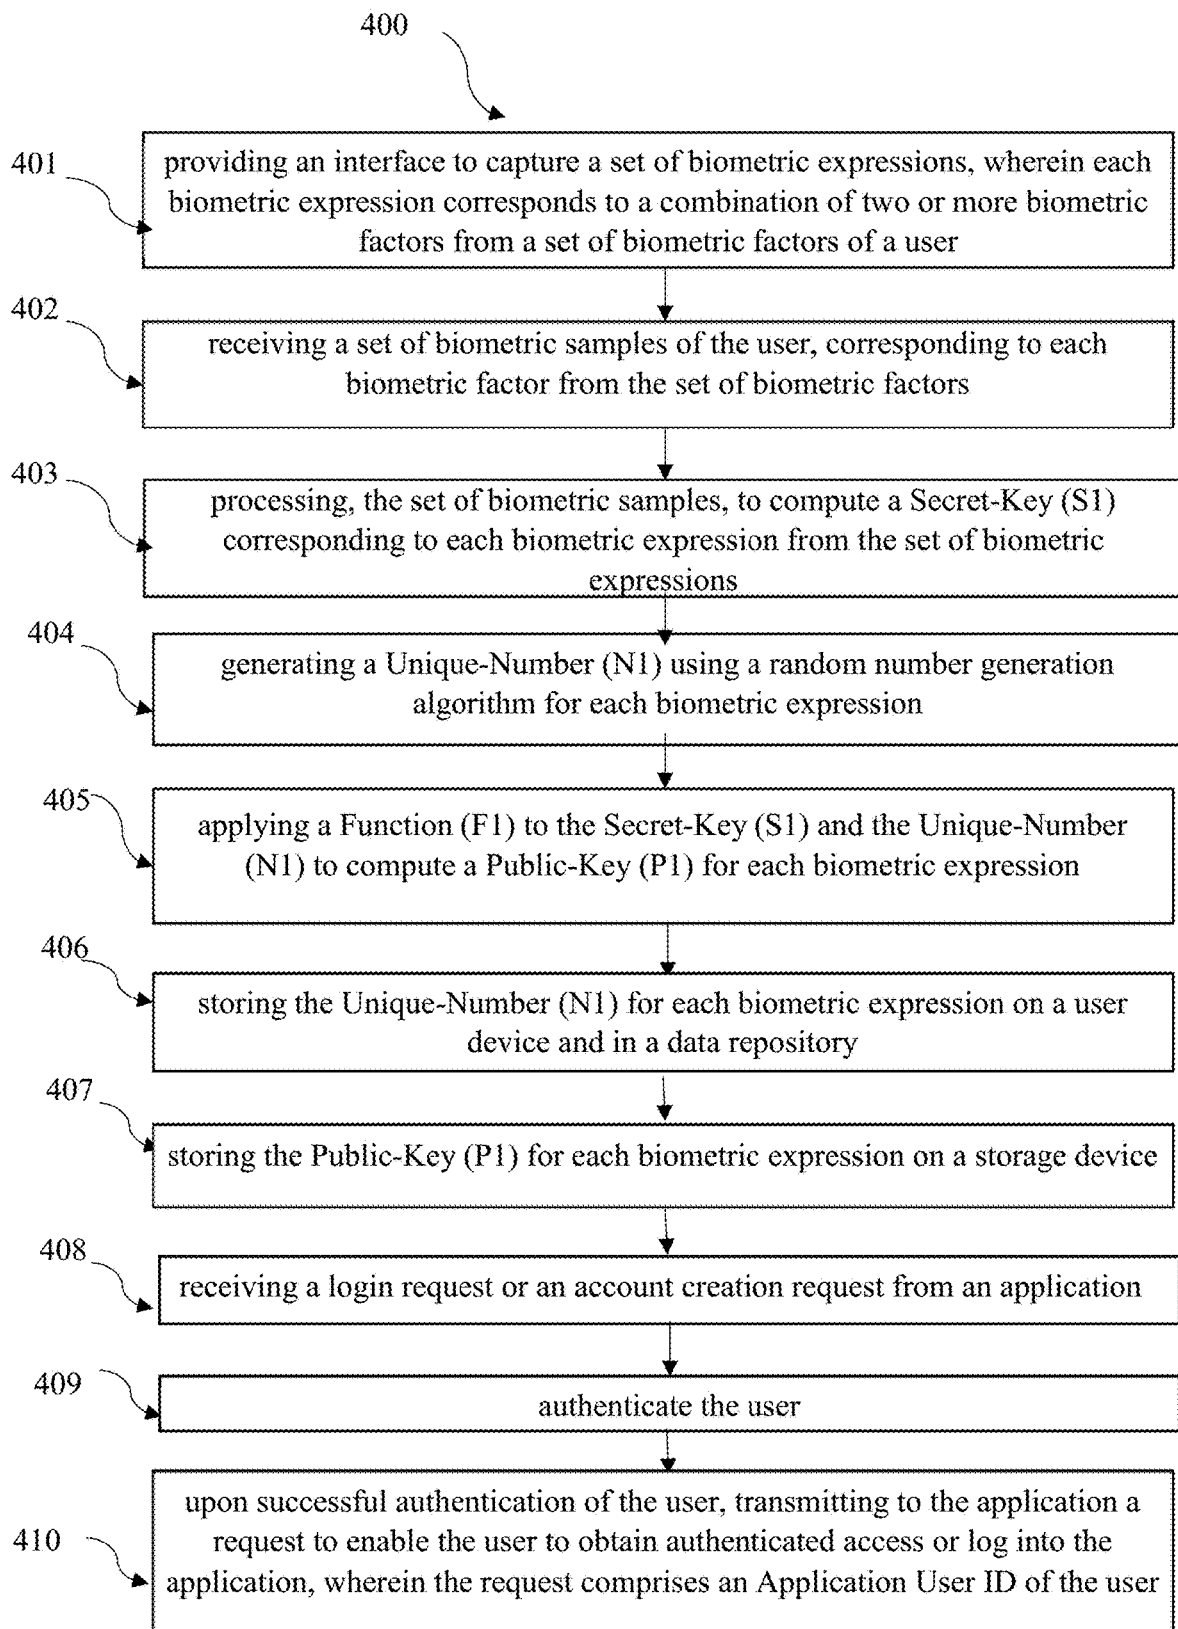 400
401
providing an interface to capture a set of biometric expressions, wherein each
biometric expression corresponds to a combination of two or more biometric
factors from a set of biometric factors of a user
402
receiving a set of biometric samples of the user, corresponding to each
biometric factor from the set of biometric factors
403
processing, the set of biometric samples, to compute a Secret-Key (S1)
corresponding to each biometric expression from the set of biometric
expressions
404
generating a Unique-Number (N1) using a random number generation
algorithm for each biometric expression
405
applying a Function (F1) to the Secret-Key (S1) and the Unique-Number
(N1) to compute a Public-Key (P1) for each biometric expression
406
storing the Unique-Number (N1) for each biometric expression on a user
device and in a data repository
407
storing the Public-Key (P1) for each biometric expression on a storage device
408
receiving a login request or an account creation request from an application
409
authenticate the user
410
upon successful authentication of the user, transmitting to the application a
request to enable the user to obtain authenticated access or log into the
application, wherein the request comprises an Application User ID of the user